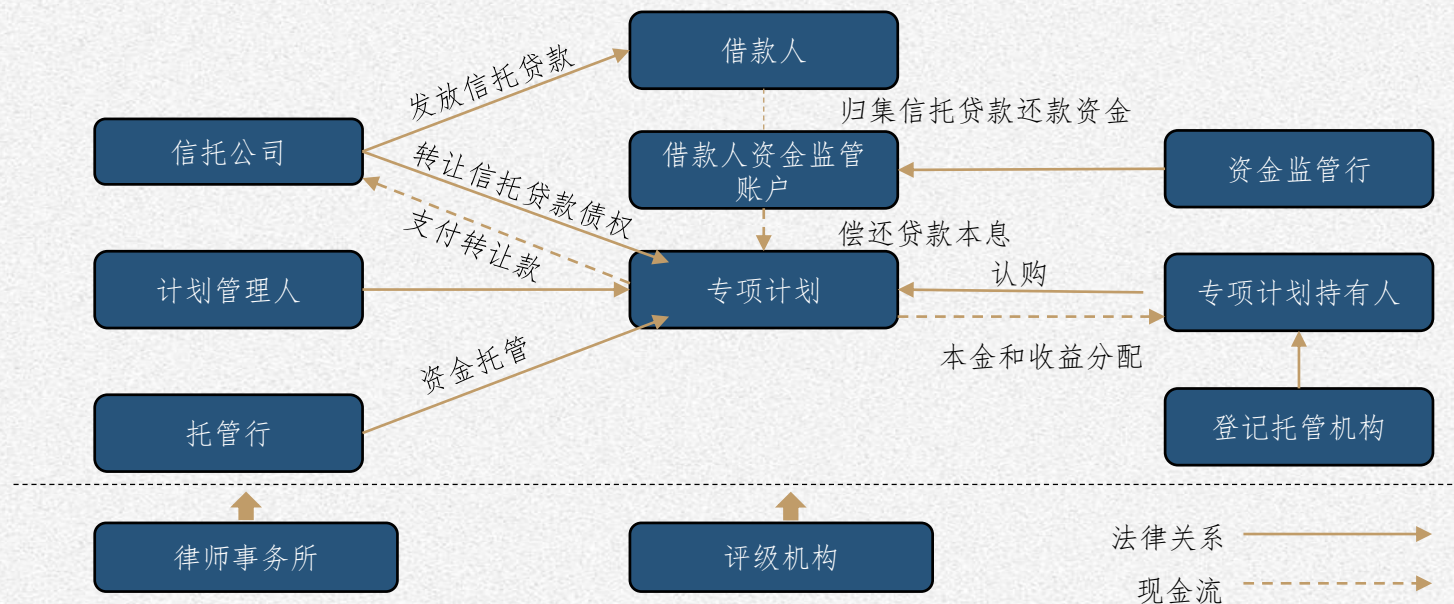 借款人
发放信托贷款
归集信托贷款还款资金
信托公司
转让信托贷款债权
借款人资金监管
账户
资金监管行
支付转让款
偿还贷款本息
认购
计划管理人
专项计划
专项计划持有人
资金托管
本金和收益分配
托管行
登记托管机构
律师事务所
评级机构
法律关系
现金流